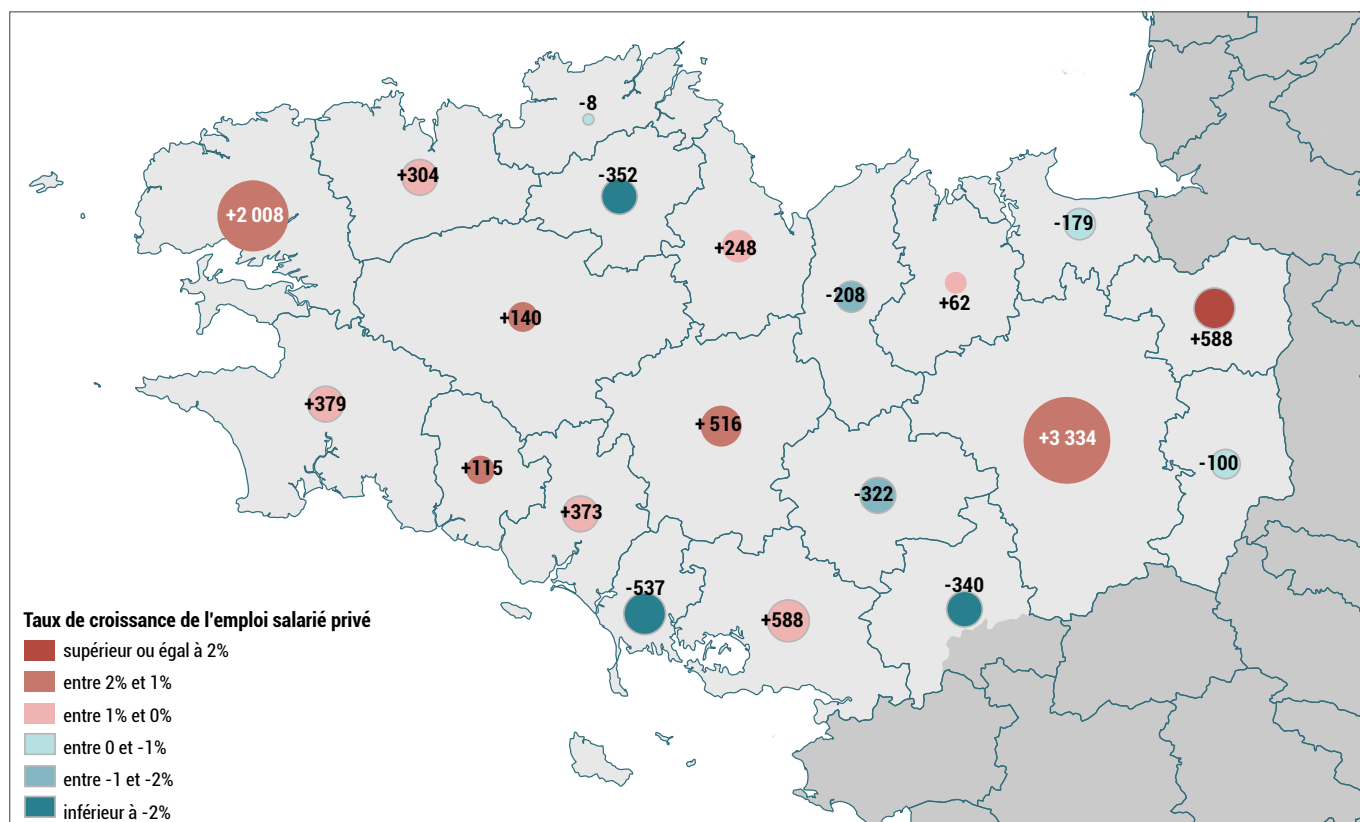 -8
+304
-352
+2 008
+248
-179
-208
+62
+140
+588
+379
+ 516
+3 334
+115
-100
-322
+373
-537
-340
+588
Taux de croissance de l'emploi salarié privé
supérieur ou égal à 2%
entre 2% et 1%
entre 1% et 0%
entre 0 et -1%
entre -1 et -2%
inférieur à -2%